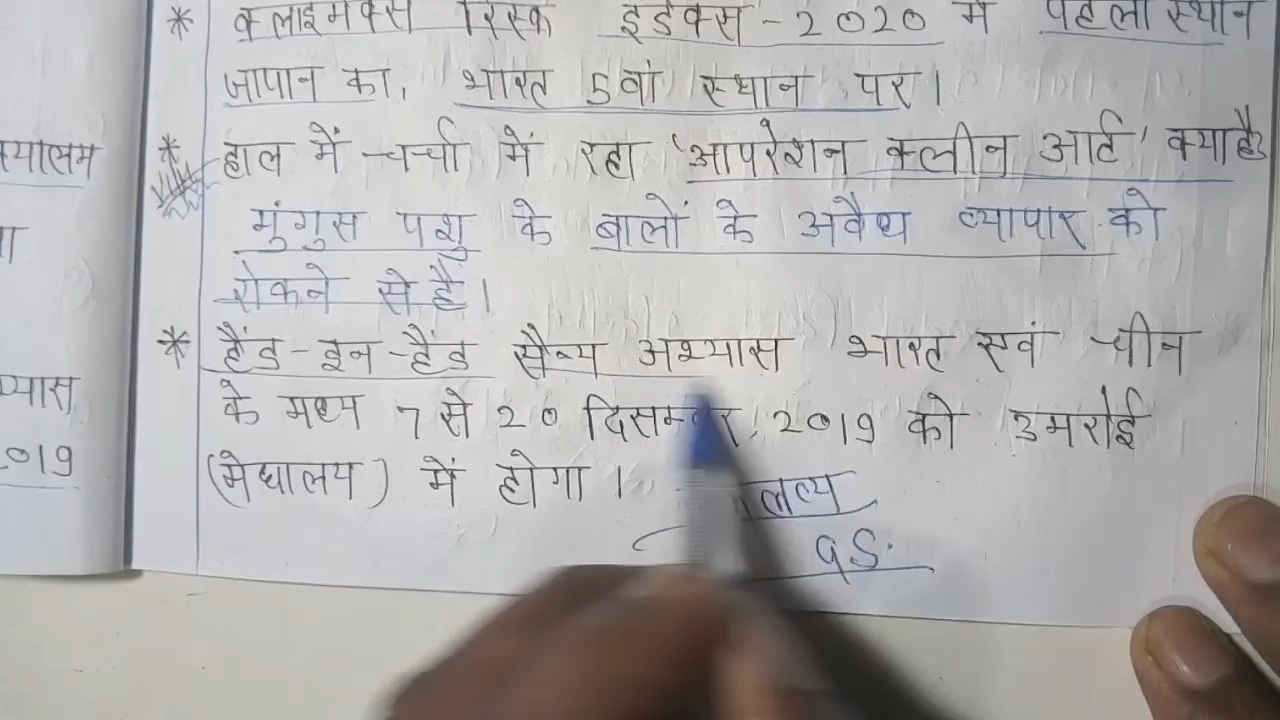 * क्लाइमेक्स रिस्क इंडेक्स - 2020 में पहला स्थान
जापान का, भारत 5वां स्थान पर।
* हाल में चर्चा में रहा 'आपरेशन क्लीन आर्ट' क्या है?
मुंगुस पशु के बालों के अवैध व्यापार को
रोकने से है।
* हैंड-इन-हैंड सैन्य अभ्यास भारत एवं चीन
के मध्य 7 से 20 दिसम्बर, 2019 को उमरोई
(मेघालय) में होगा।
GS.